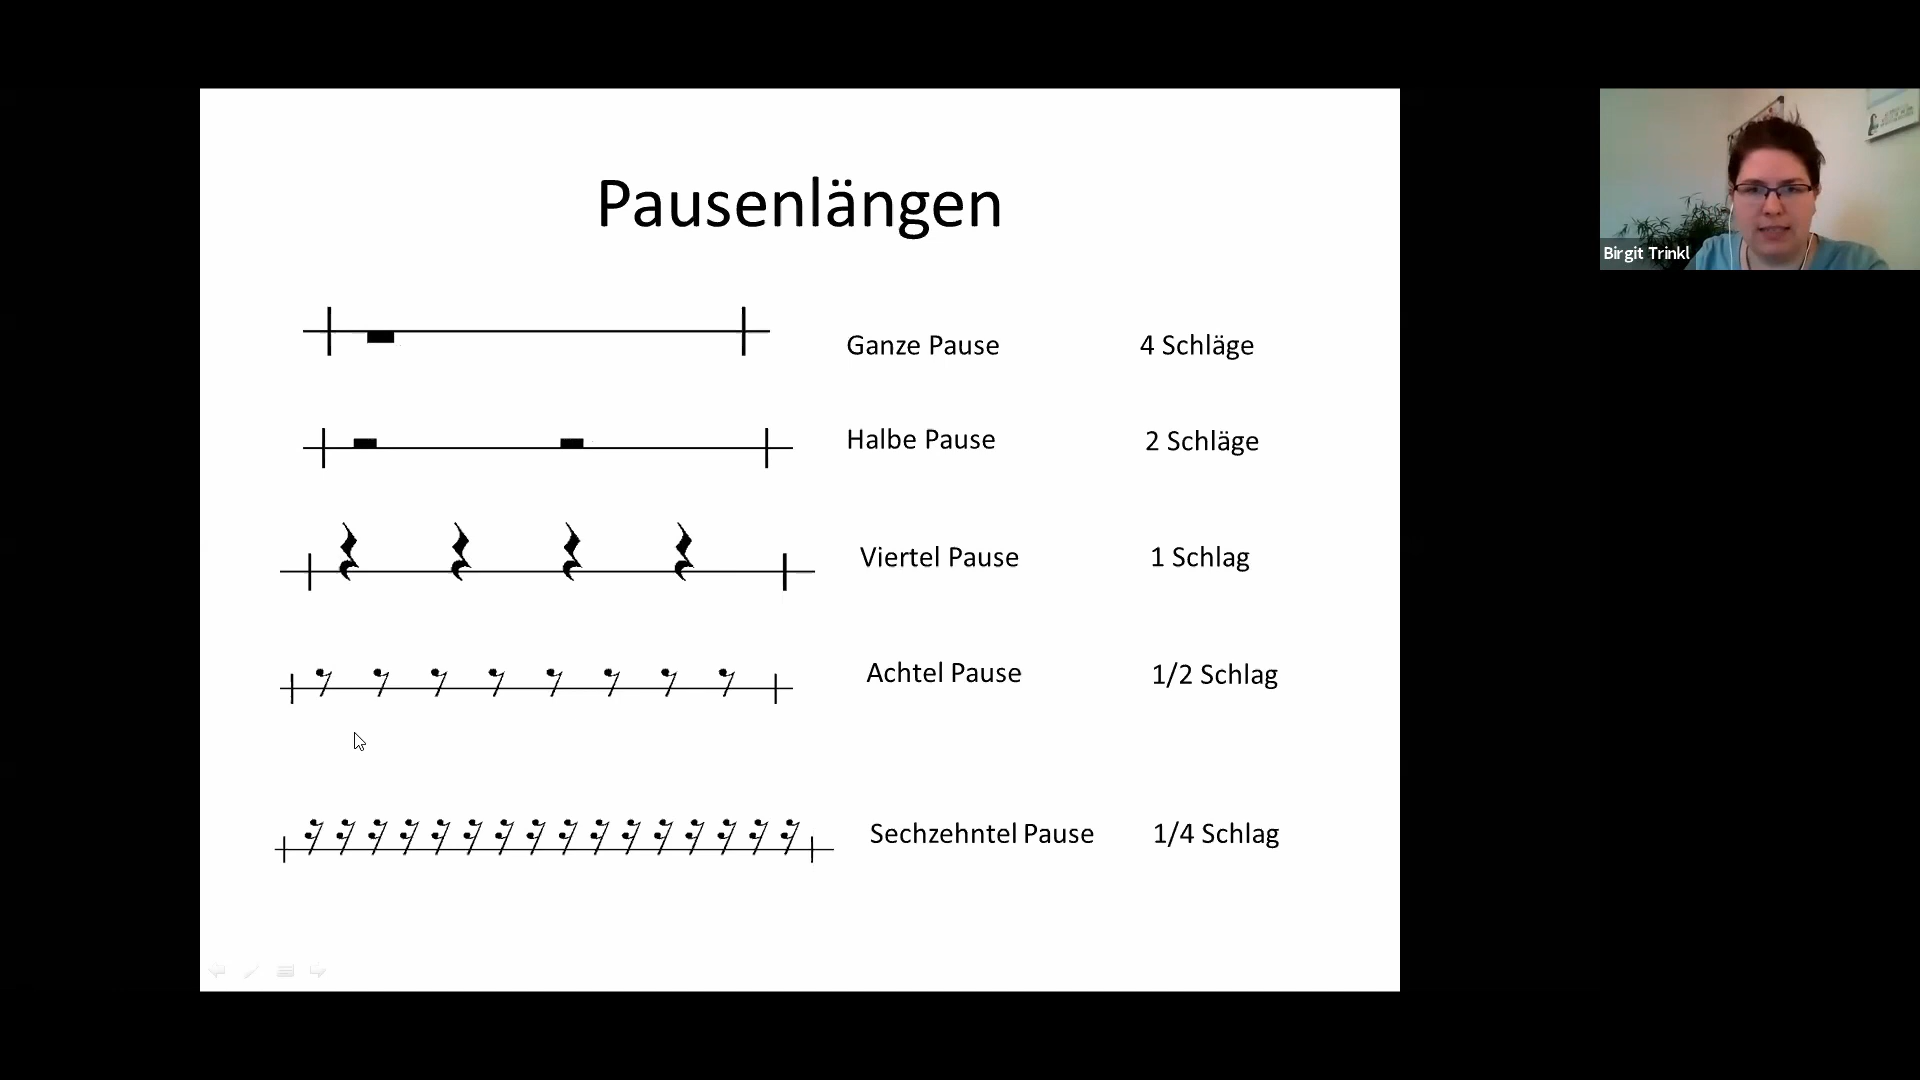 Pausenlängen
Ganze Pause 4 Schläge
Halbe Pause 2 Schläge
Viertel Pause 1 Schlag
Achtel Pause 1/2 Schlag
Sechzehntel Pause 1/4 Schlag
Birgit Trinkl